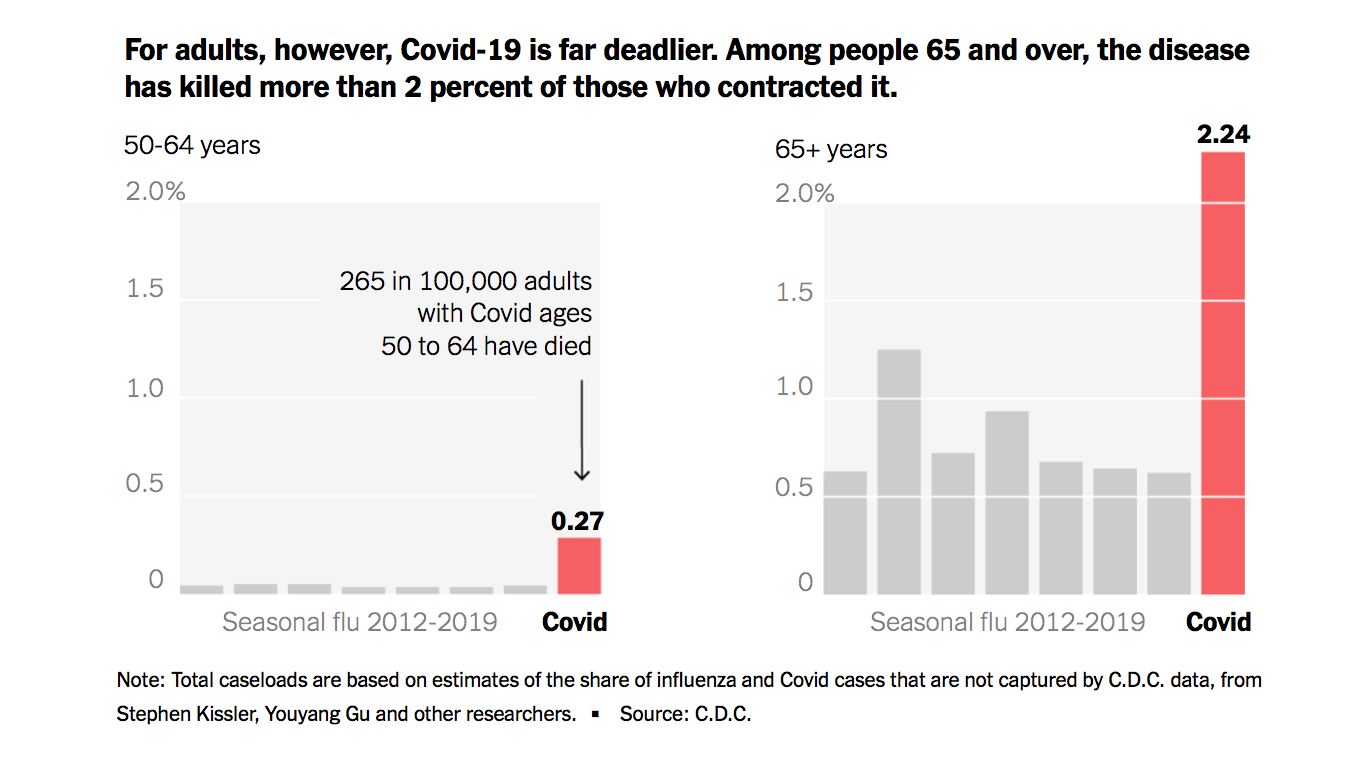 For adults, however, Covid-19 is far deadlier. Among people 65 and over, the disease
has killed more than 2 percent of those who contracted it.
50-64 years
2.0%
1.5
1.0
0.5
0
265 in 100,000 adults
with Covid ages
50 to 64 have died
0.27
Seasonal flu 2012-2019
Covid
65+ years
2.24
2.0%
1.5
1.0
0.5
0
Seasonal flu 2012-2019
Covid
Note: Total caseloads are based on estimates of the share of influenza and Covid cases that are not captured by C.D.C. data, from
Stephen Kissler, Youyang Gu and other researchers. ▪ Source: C.D.C.